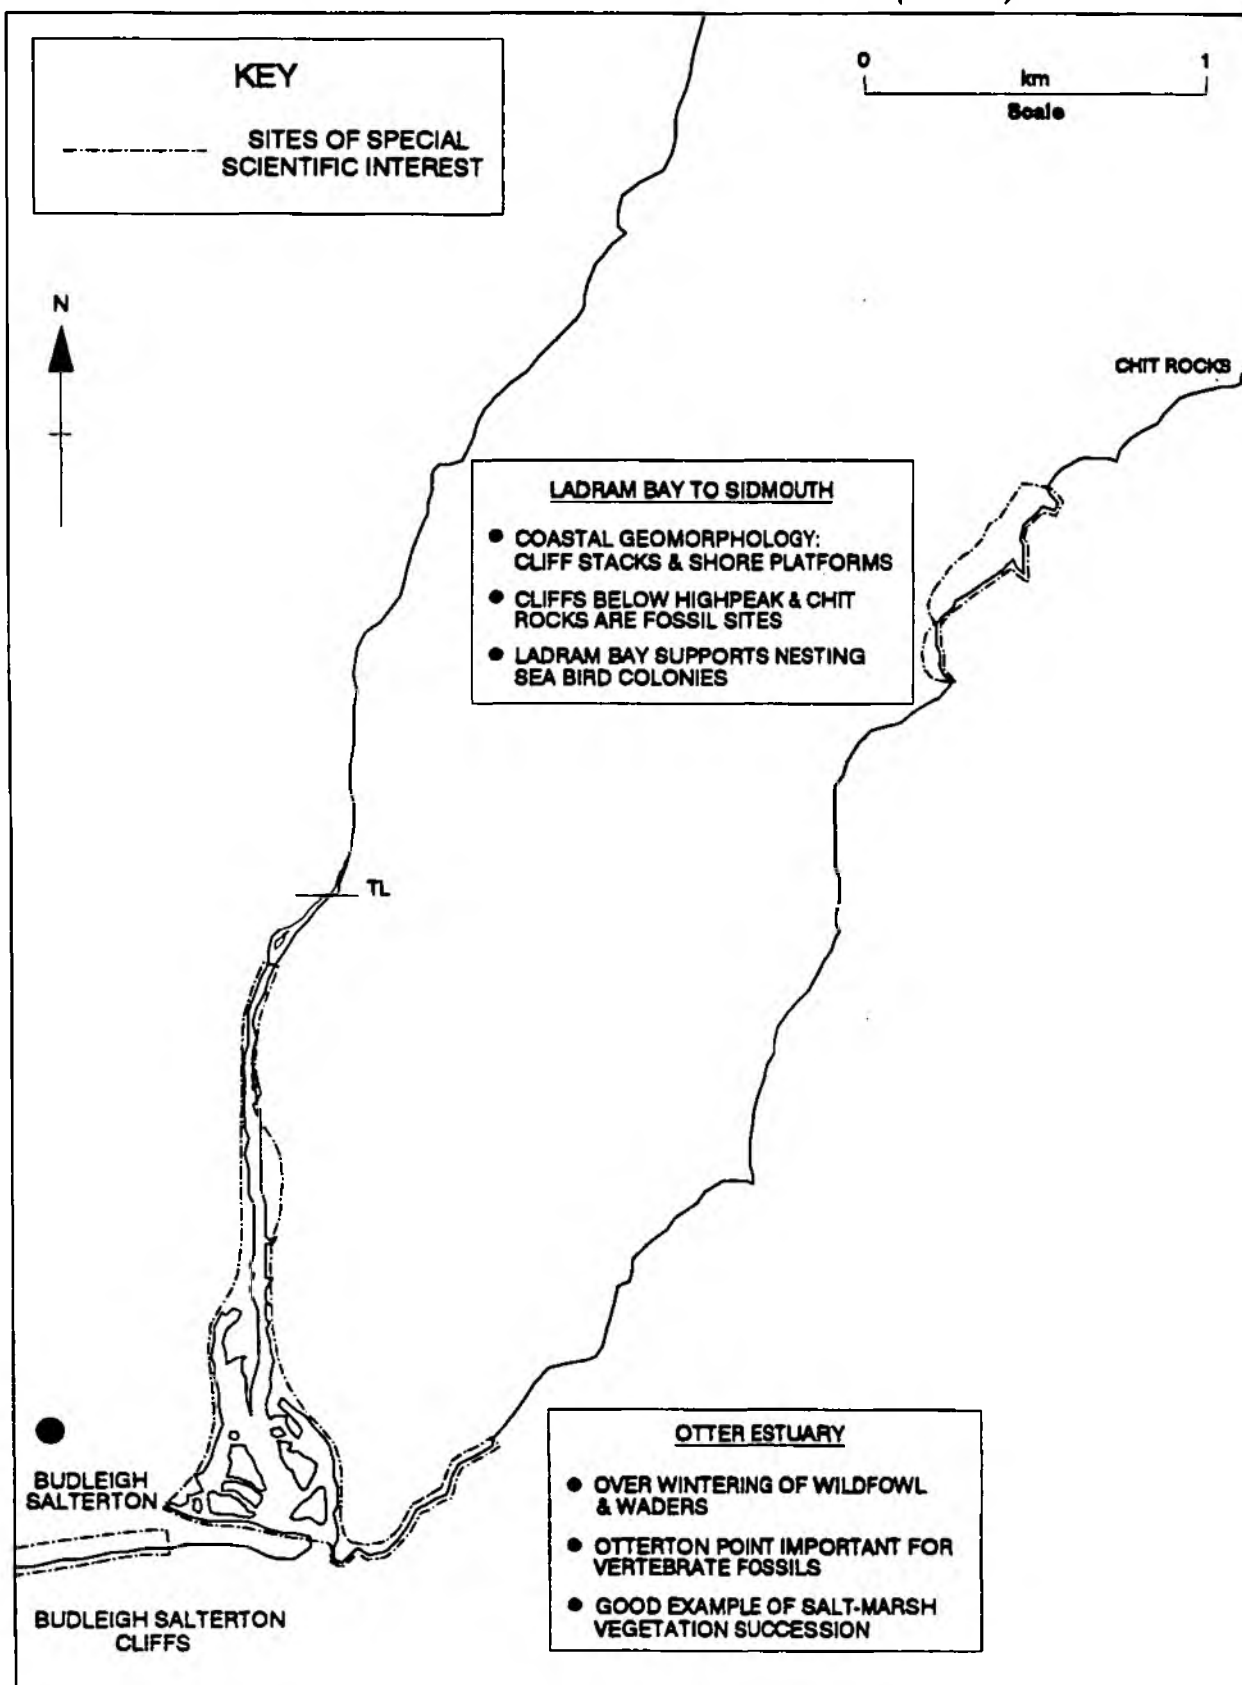 KEY
SITES OF SPECIAL
SCIENTIFIC INTEREST
0
1
km
Scale
N
CHIT ROCKS
LADRAM BAY TO SIDMOUTH
● COASTAL GEOMORPHOLOGY:
CLIFF STACKS & SHORE PLATFORMS
● CLIFFS BELOW HIGHPEAK & CHIT
ROCKS ARE FOSSIL SITES
● LADRAM BAY SUPPORTS NESTING
SEA BIRD COLONIES
TL
BUDLEIGH
SALTERTON
OTTER ESTUARY
● OVER WINTERING OF WILDFOWL
& WADERS
● OTTERTON POINT IMPORTANT FOR
VERTEBRATE FOSSILS
● GOOD EXAMPLE OF SALT-MARSH
VEGETATION SUCCESSION
BUDLEIGH SALTERTON
CLIFFS